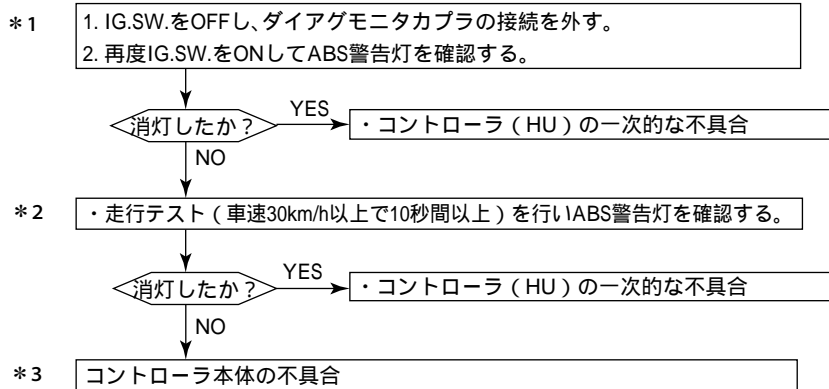 *1
1. IG.SW.をOFFし、ダイアグモニタカプラの接続を外す。
2. 再度IG.SW.をONしてABS警告灯を確認する。
消灯したか？
YES
・コントローラ（HU）の一次的な不具合
NO
*2
・走行テスト（車速30km/h以上で10秒間以上）を行いABS警告灯を確認する。
消灯したか？
YES
・コントローラ（HU）の一次的な不具合
NO
*3
コントローラ本体の不具合